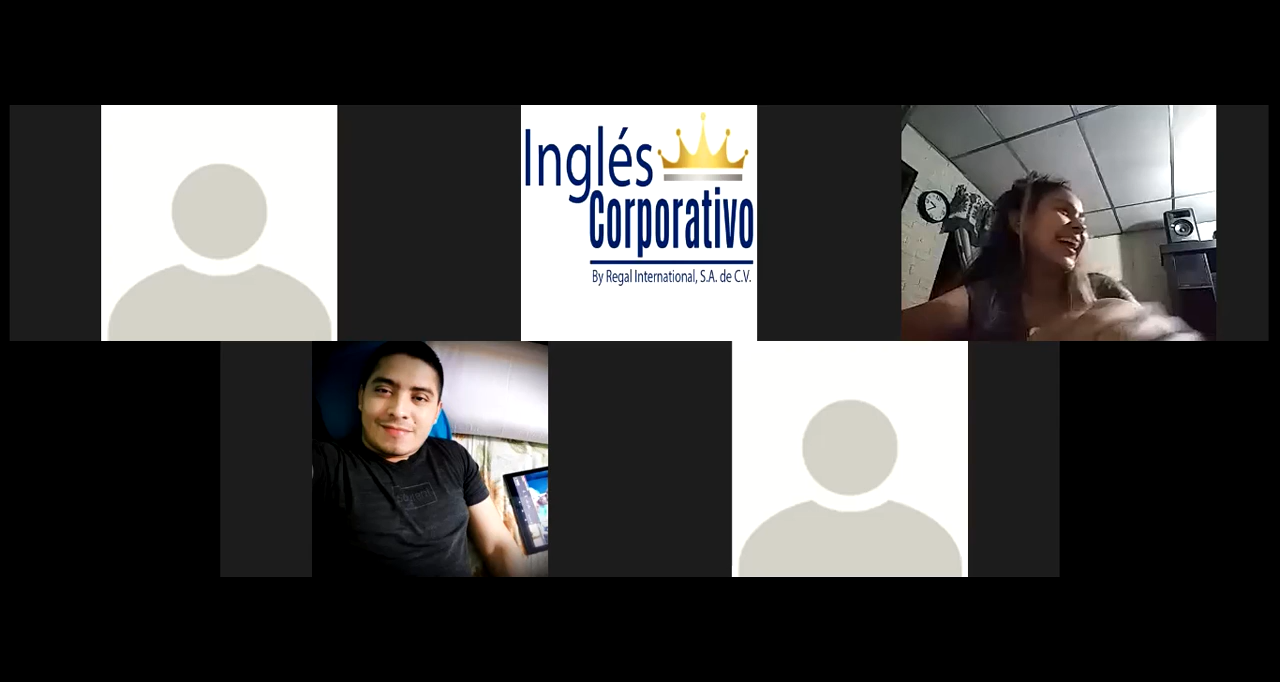 Inglés
Corporativo
By Regal International, S.A. de C.V.